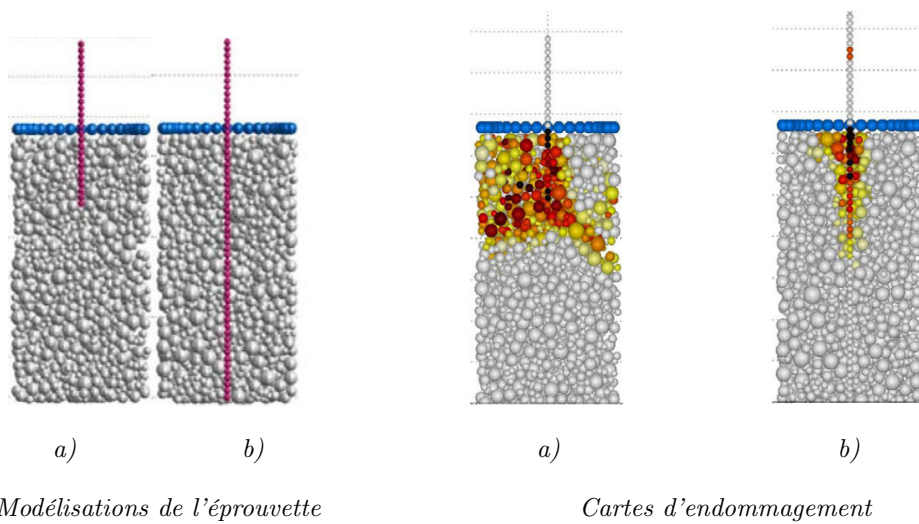 a) b) a) b)
Modélisations de l'éprouvette Cartes d'endommagement